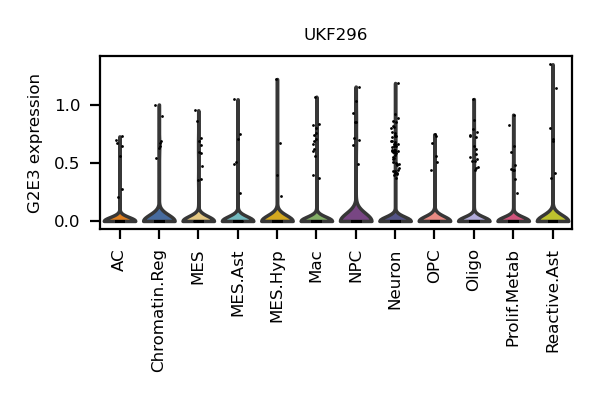 UKF296
G2E3 expression
1.0
0.5
0.0
AC
Chromatin.Reg
MES
MES.Ast
MES.Hyp
Mac
NPC
Neuron
OPC
Oligo
Prolif.Metab
Reactive.Ast